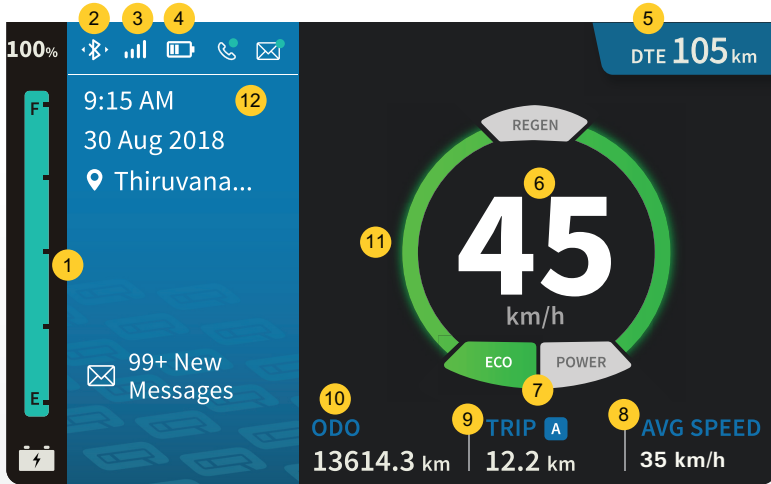 2
3
4
5
100%
DTE 105 km
F
9:15 AM
12
30 Aug 2018
Thiruvana...
REGEN
6
45
11
km/h
1
99+ New
Messages
ECO
POWER
7
E
10
9
8
ODO
TRIP A
AVG SPEED
13614.3 km
12.2 km
35 km/h